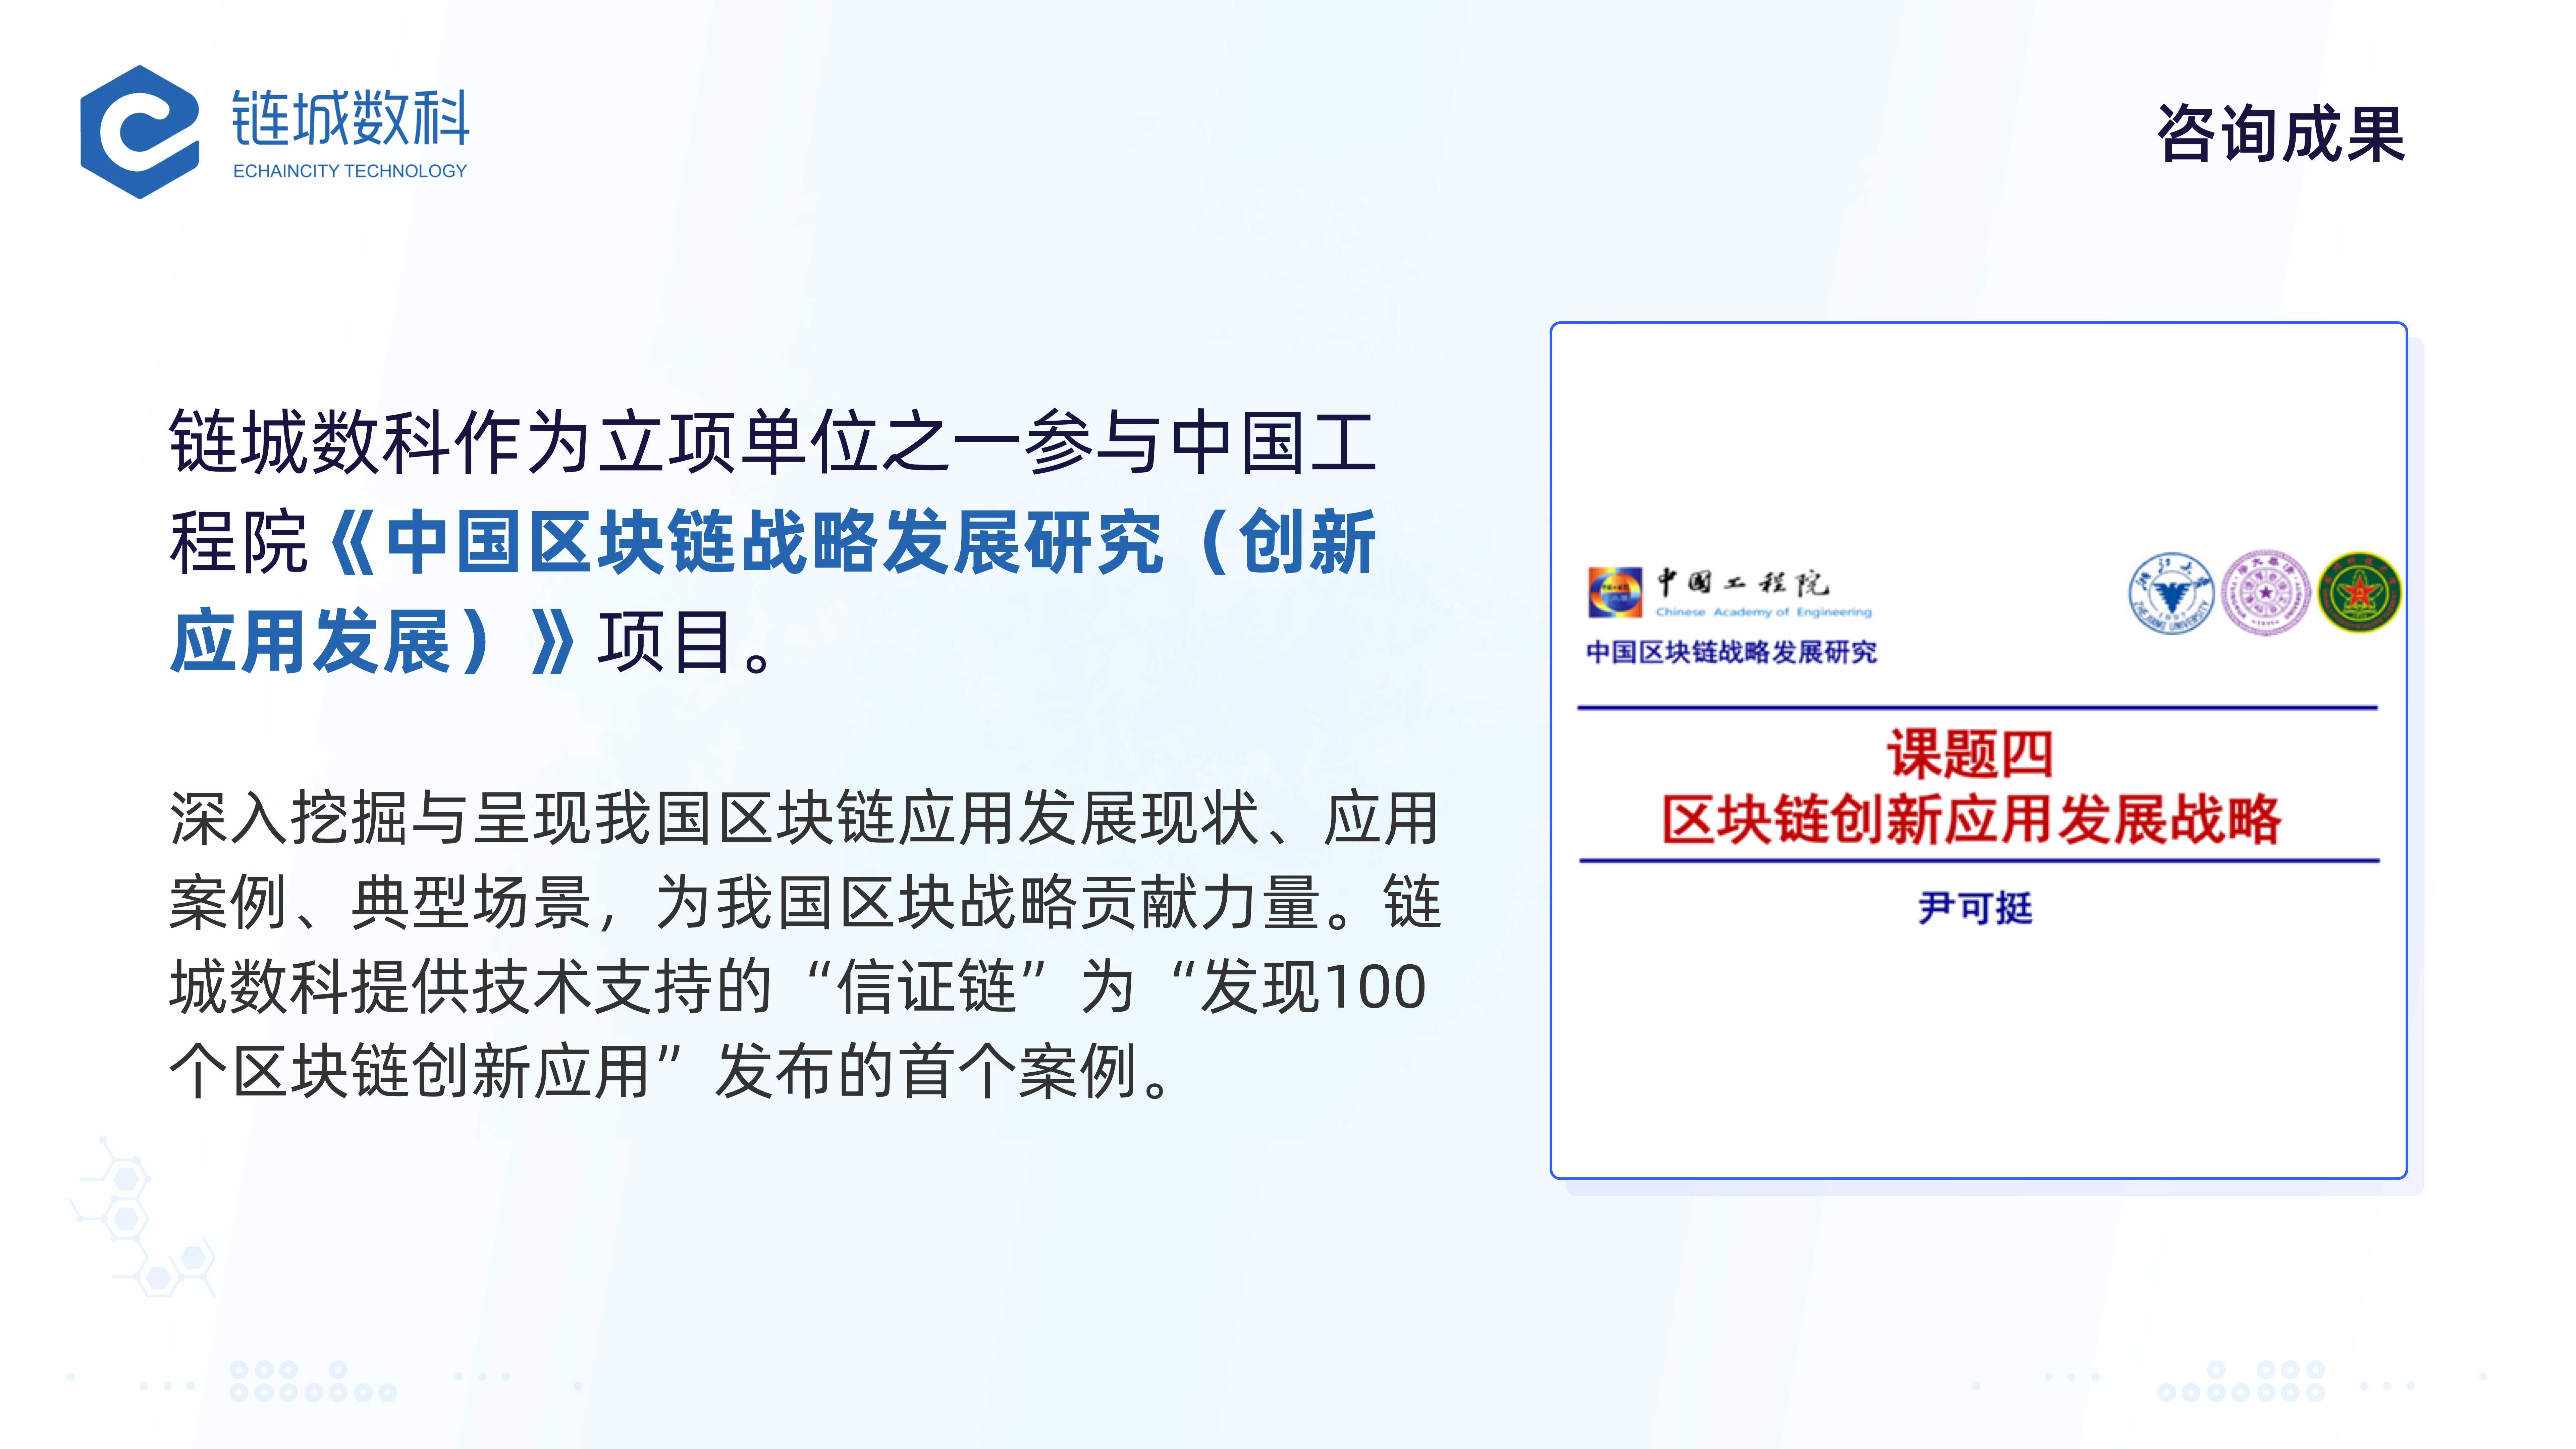 链城数科
ECHAINCITY TECHNOLOGY
咨询成果
链城数科作为立项单位之一参与中国工
程院《中国区块链战略发展研究（创新
应用发展）》项目。
深入挖掘与呈现我国区块链应用发展现状、应用
案例、典型场景，为我国区块战略贡献力量。链
城数科提供技术支持的“信证链”为“发现100
个区块链创新应用”发布的首个案例。
中国工程院
Chinese Academy of Engineering
中国区块链战略发展研究
ZHEJIANG UNIVERSITY
课题四
区块链创新应用发展战略
尹可挺